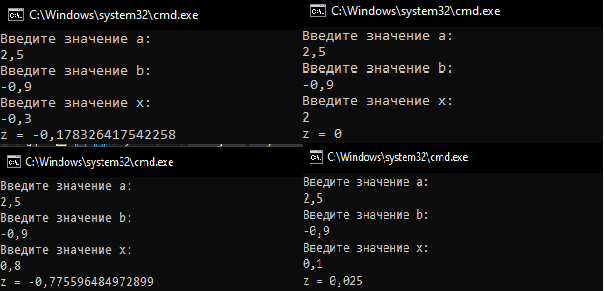 C:\Windows\system32\cmd.exe
Введите значение a:
2,5
Введите значение b:
-0,9
Введите значение x:
-0,3
z = -0,178326417542258
C:\Windows\system32\cmd.exe
Введите значение a:
2,5
Введите значение b:
-0,9
Введите значение x:
2
z = 0
C:\Windows\system32\cmd.exe
Введите значение a:
2,5
Введите значение b:
-0,9
Введите значение x:
0,8
z = -0,775596484972899
C:\Windows\system32\cmd.exe
Введите значение a:
2,5
Введите значение b:
-0,9
Введите значение x:
0,1
z = 0,025